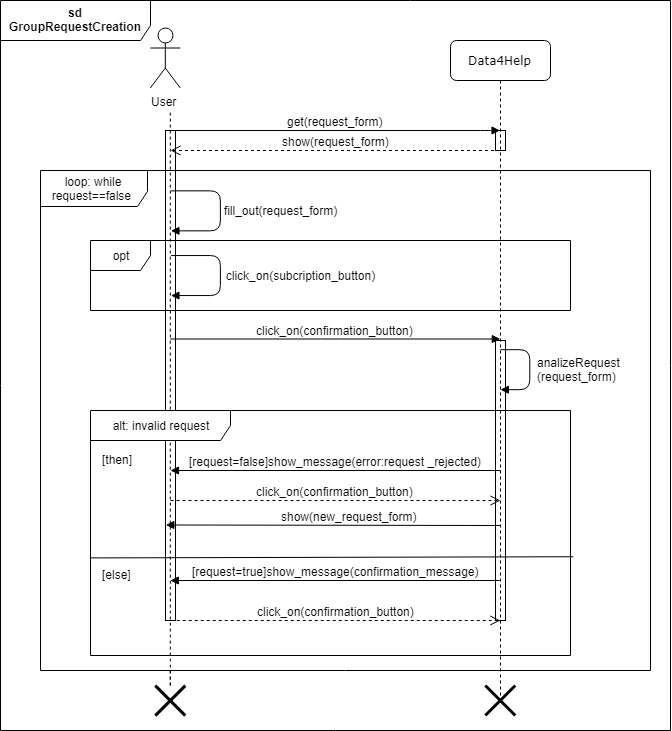 sd
GroupRequestCreation
Data4Help
User
get(request_form)
show(request_form)
loop: while
request==false
fill_out(request_form)
opt
click_on(subcription_button)
click_on(confirmation_button)
analizeRequest
(request_form)
alt: invalid request
[then]
[request=false]show_message(error:request _rejected)
click_on(confirmation_button)
show(new_request_form)
[else]
[request=true]show_message(confirmation_message)
click_on(confirmation_button)